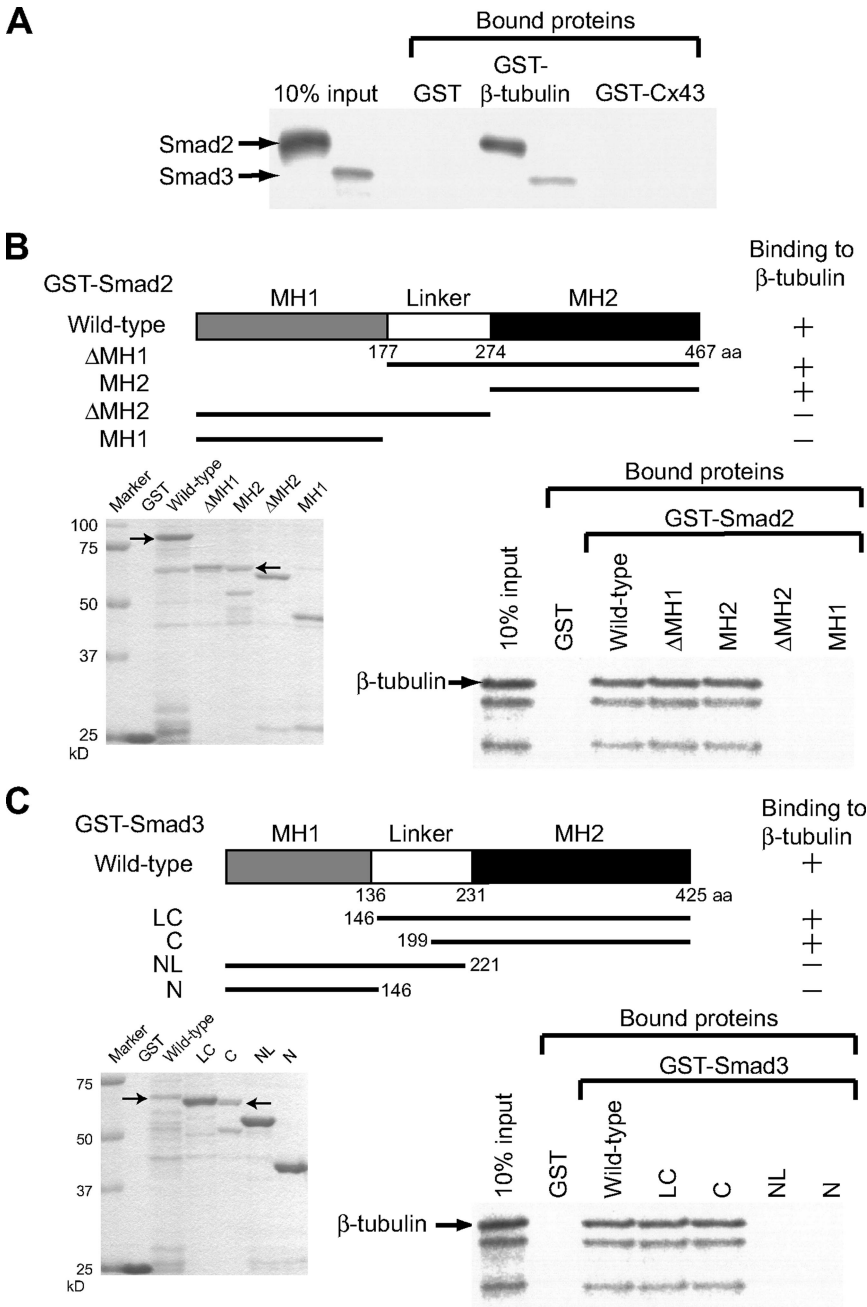 A
Bound proteins
GST-
10% input GST β-tubulin GST-Cx43
Smad2
Smad3
B
Binding to
β-tubulin
GST-Smad2
MH1 Linker MH2
Wild-type +
177 274 467 aa
ΔMH1 +
MH2 +
ΔMH2 −
MH1 −
Marker GST Wild-type ΔMH1 MH2 ΔMH2 MH1
100
75
50
37
25
kD
Bound proteins
GST-Smad2
10% input GST Wild-type ΔMH1 MH2 ΔMH2 MH1
β-tubulin
C
Binding to
β-tubulin
GST-Smad3
MH1 Linker MH2
Wild-type +
136 231 425 aa
LC 146 +
C 199 +
NL 221 −
N 146 −
Marker GST Wild-type LC C NL N
75
50
37
25
kD
Bound proteins
GST-Smad3
10% input GST Wild-type LC C NL N
β-tubulin